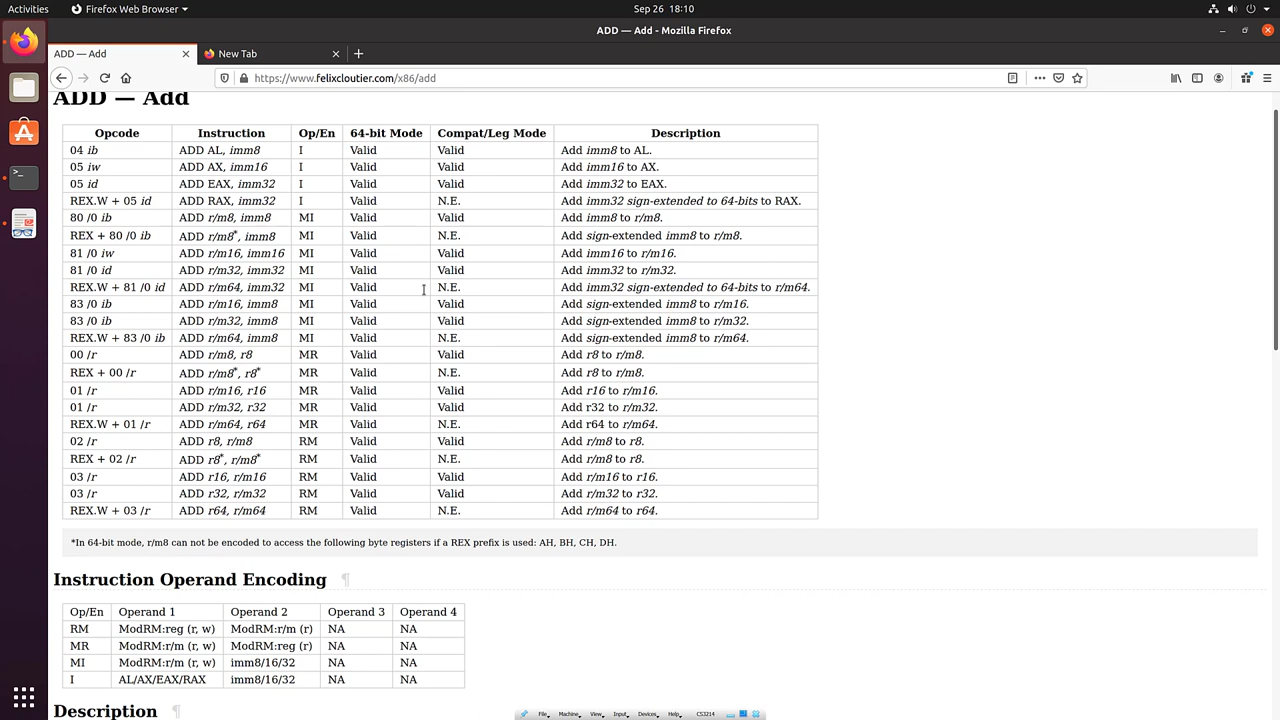 Activities Firefox Web Browser Sep 26 18:10
ADD — Add - Mozilla Firefox
ADD — Add New Tab
https://www.felixcloutier.com/x86/add
ADD — Add
Opcode Instruction Op/En 64-bit Mode Compat/Leg Mode Description
04 ib ADD AL, imm8 I Valid Valid Add imm8 to AL.
05 iw ADD AX, imm16 I Valid Valid Add imm16 to AX.
05 id ADD EAX, imm32 I Valid Valid Add imm32 to EAX.
REX.W + 05 id ADD RAX, imm32 I Valid N.E. Add imm32 sign-extended to 64-bits to RAX.
80 /0 ib ADD r/m8, imm8 MI Valid Valid Add imm8 to r/m8.
REX + 80 /0 ib ADD r/m8*, imm8 MI Valid N.E. Add sign-extended imm8 to r/m8.
81 /0 iw ADD r/m16, imm16 MI Valid Valid Add imm16 to r/m16.
81 /0 id ADD r/m32, imm32 MI Valid Valid Add imm32 to r/m32.
REX.W + 81 /0 id ADD r/m64, imm32 MI Valid N.E. Add imm32 sign-extended to 64-bits to r/m64.
83 /0 ib ADD r/m16, imm8 MI Valid Valid Add sign-extended imm8 to r/m16.
83 /0 ib ADD r/m32, imm8 MI Valid Valid Add sign-extended imm8 to r/m32.
REX.W + 83 /0 ib ADD r/m64, imm8 MI Valid N.E. Add sign-extended imm8 to r/m64.
00 /r ADD r/m8, r8 MR Valid Valid Add r8 to r/m8.
REX + 00 /r ADD r/m8*, r8* MR Valid N.E. Add r8 to r/m8.
01 /r ADD r/m16, r16 MR Valid Valid Add r16 to r/m16.
01 /r ADD r/m32, r32 MR Valid Valid Add r32 to r/m32.
REX.W + 01 /r ADD r/m64, r64 MR Valid N.E. Add r64 to r/m64.
02 /r ADD r8, r/m8 RM Valid Valid Add r/m8 to r8.
REX + 02 /r ADD r8*, r/m8* RM Valid N.E. Add r/m8 to r8.
03 /r ADD r16, r/m16 RM Valid Valid Add r/m16 to r16.
03 /r ADD r32, r/m32 RM Valid Valid Add r/m32 to r32.
REX.W + 03 /r ADD r64, r/m64 RM Valid N.E. Add r/m64 to r64.
*In 64-bit mode, r/m8 can not be encoded to access the following byte registers if a REX prefix is used: AH, BH, CH, DH.
Instruction Operand Encoding ¶
Op/En Operand 1 Operand 2 Operand 3 Operand 4
RM ModRM:reg (r, w) ModRM:r/m (r) NA NA
MR ModRM:r/m (r, w) ModRM:reg (r) NA NA
MI ModRM:r/m (r, w) imm8/16/32 NA NA
I AL/AX/EAX/RAX imm8/16/32 NA NA
Description ¶
File Machine View Input Devices Help CS3214